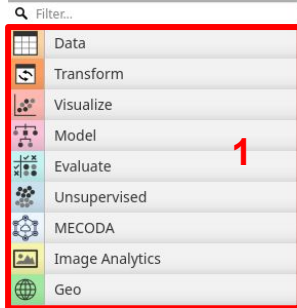 Filter...
Data
Transform
Visualize
1
Model
Evaluate
Unsupervised
MECODA
Image Analytics
Geo